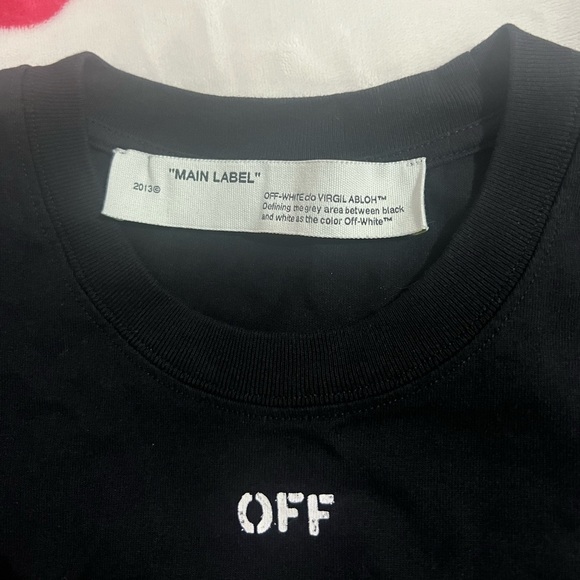 "MAIN LABEL"
2013®
OFF-WHITE c/o VIRGIL ABLOH™
Defining the grey area between black
and white as the color Off-White™
OFF